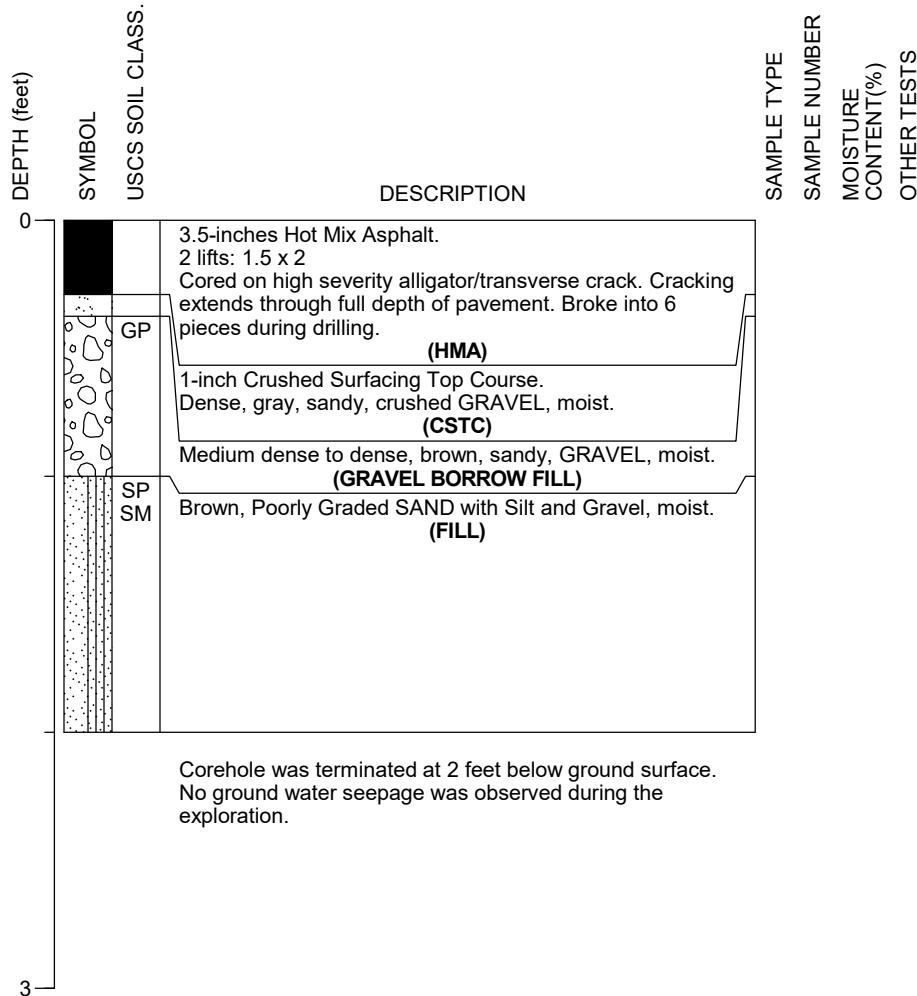 DEPTH (feet)
SYMBOL
USCS SOIL CLASS.
DESCRIPTION
SAMPLE TYPE
SAMPLE NUMBER
MOISTURE
CONTENT(%)
OTHER TESTS
0
3.5-inches Hot Mix Asphalt.
2 lifts: 1.5 x 2
Cored on high severity alligator/transverse crack. Cracking
extends through full depth of pavement. Broke into 6
pieces during drilling.
(HMA)
GP
1-inch Crushed Surfacing Top Course.
Dense, gray, sandy, crushed GRAVEL, moist.
(CSTC)
Medium dense to dense, brown, sandy, GRAVEL, moist.
(GRAVEL BORROW FILL)
SP
SM
Brown, Poorly Graded SAND with Silt and Gravel, moist.
(FILL)
Corehole was terminated at 2 feet below ground surface.
No ground water seepage was observed during the
exploration.
3